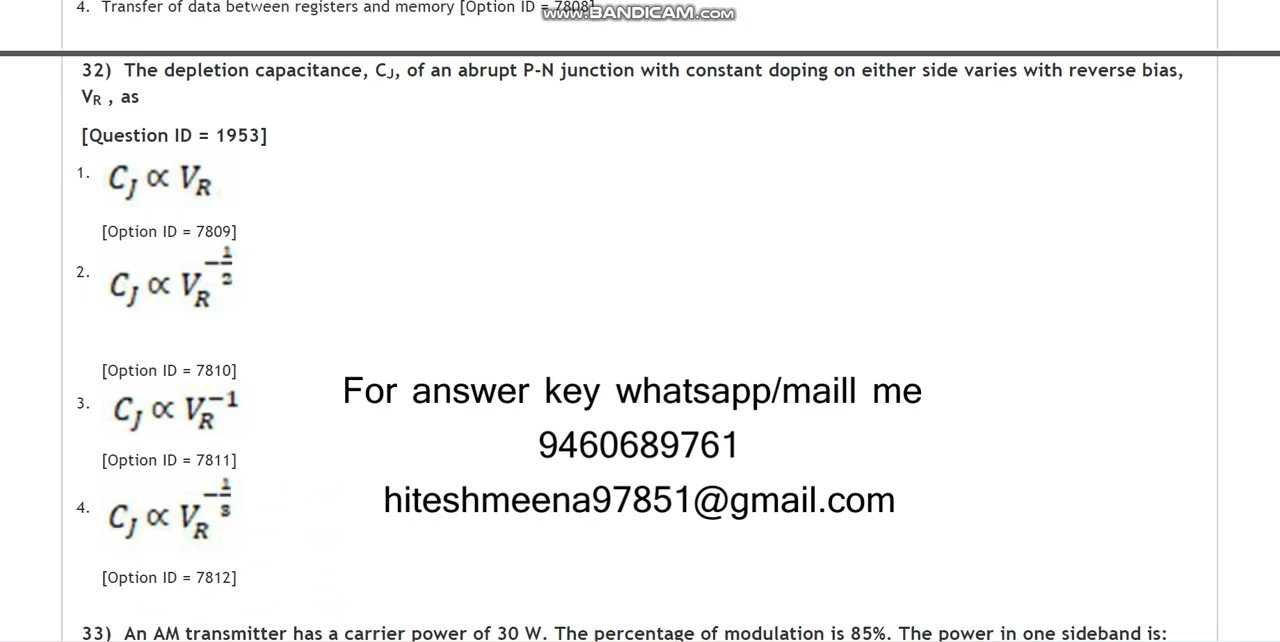 4. Transfer of data between registers and memory [Option ID = 7808]
WWW.BANDICAM.COM
32) The depletion capacitance, CJ, of an abrupt P-N junction with constant doping on either side varies with reverse bias,
VR , as
[Question ID = 1953]
1. CJ ∝ VR
[Option ID = 7809]
2. CJ ∝ VR^-1/2
[Option ID = 7810]
3. CJ ∝ VR^-1
[Option ID = 7811]
4. CJ ∝ VR^-1/3
[Option ID = 7812]
For answer key whatsapp/maill me
9460689761
hiteshmeena97851@gmail.com
33) An AM transmitter has a carrier power of 30 W. The percentage of modulation is 85%. The power in one sideband is: